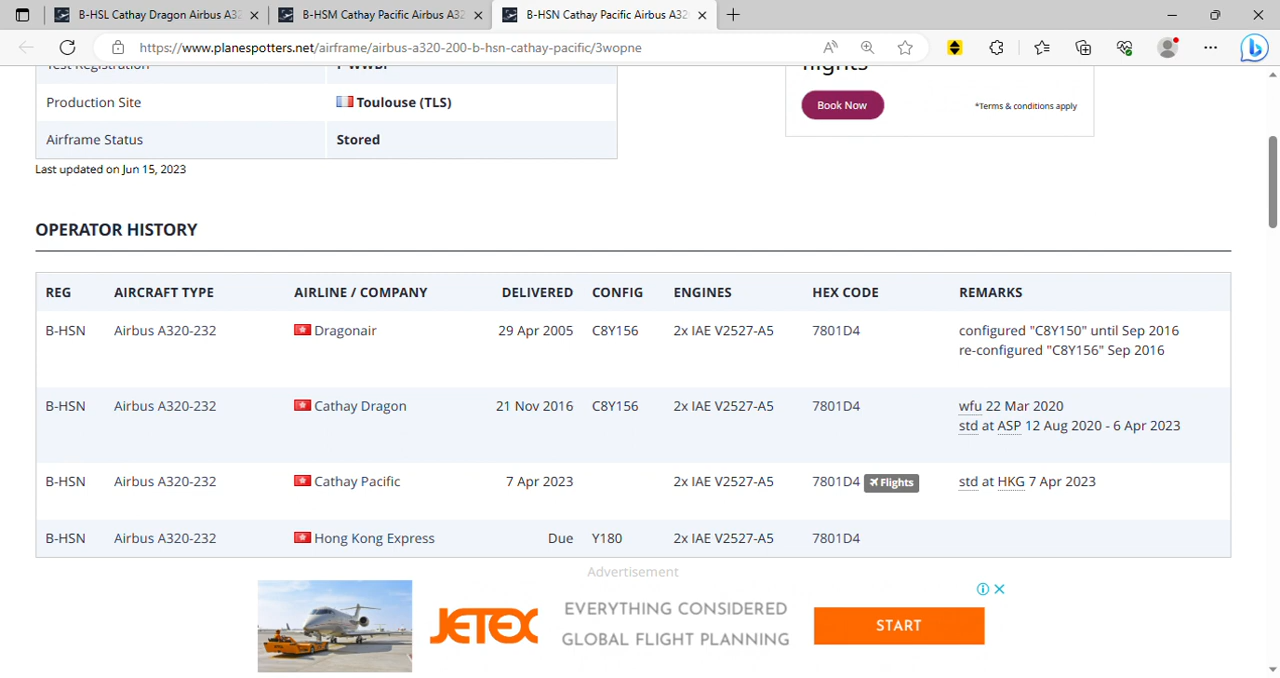 B-HSL Cathay Dragon Airbus A32
B-HSM Cathay Pacific Airbus A32
B-HSN Cathay Pacific Airbus A32
https://www.planespotters.net/airframe/airbus-a320-200-b-hsn-cathay-pacific/3wopne
flights
Production Site Toulouse (TLS)
Book Now *Terms & conditions apply
Airframe Status Stored
Last updated on Jun 15, 2023
OPERATOR HISTORY
REG AIRCRAFT TYPE AIRLINE / COMPANY DELIVERED CONFIG ENGINES HEX CODE REMARKS
B-HSN Airbus A320-232 Dragonair 29 Apr 2005 C8Y156 2x IAE V2527-A5 7801D4 configured "C8Y150" until Sep 2016
re-configured "C8Y156" Sep 2016
B-HSN Airbus A320-232 Cathay Dragon 21 Nov 2016 C8Y156 2x IAE V2527-A5 7801D4 wfu 22 Mar 2020
std at ASP 12 Aug 2020 - 6 Apr 2023
B-HSN Airbus A320-232 Cathay Pacific 7 Apr 2023 2x IAE V2527-A5 7801D4 Flights std at HKG 7 Apr 2023
B-HSN Airbus A320-232 Hong Kong Express Due Y180 2x IAE V2527-A5 7801D4
Advertisement
JETEX
EVERYTHING CONSIDERED
GLOBAL FLIGHT PLANNING
START